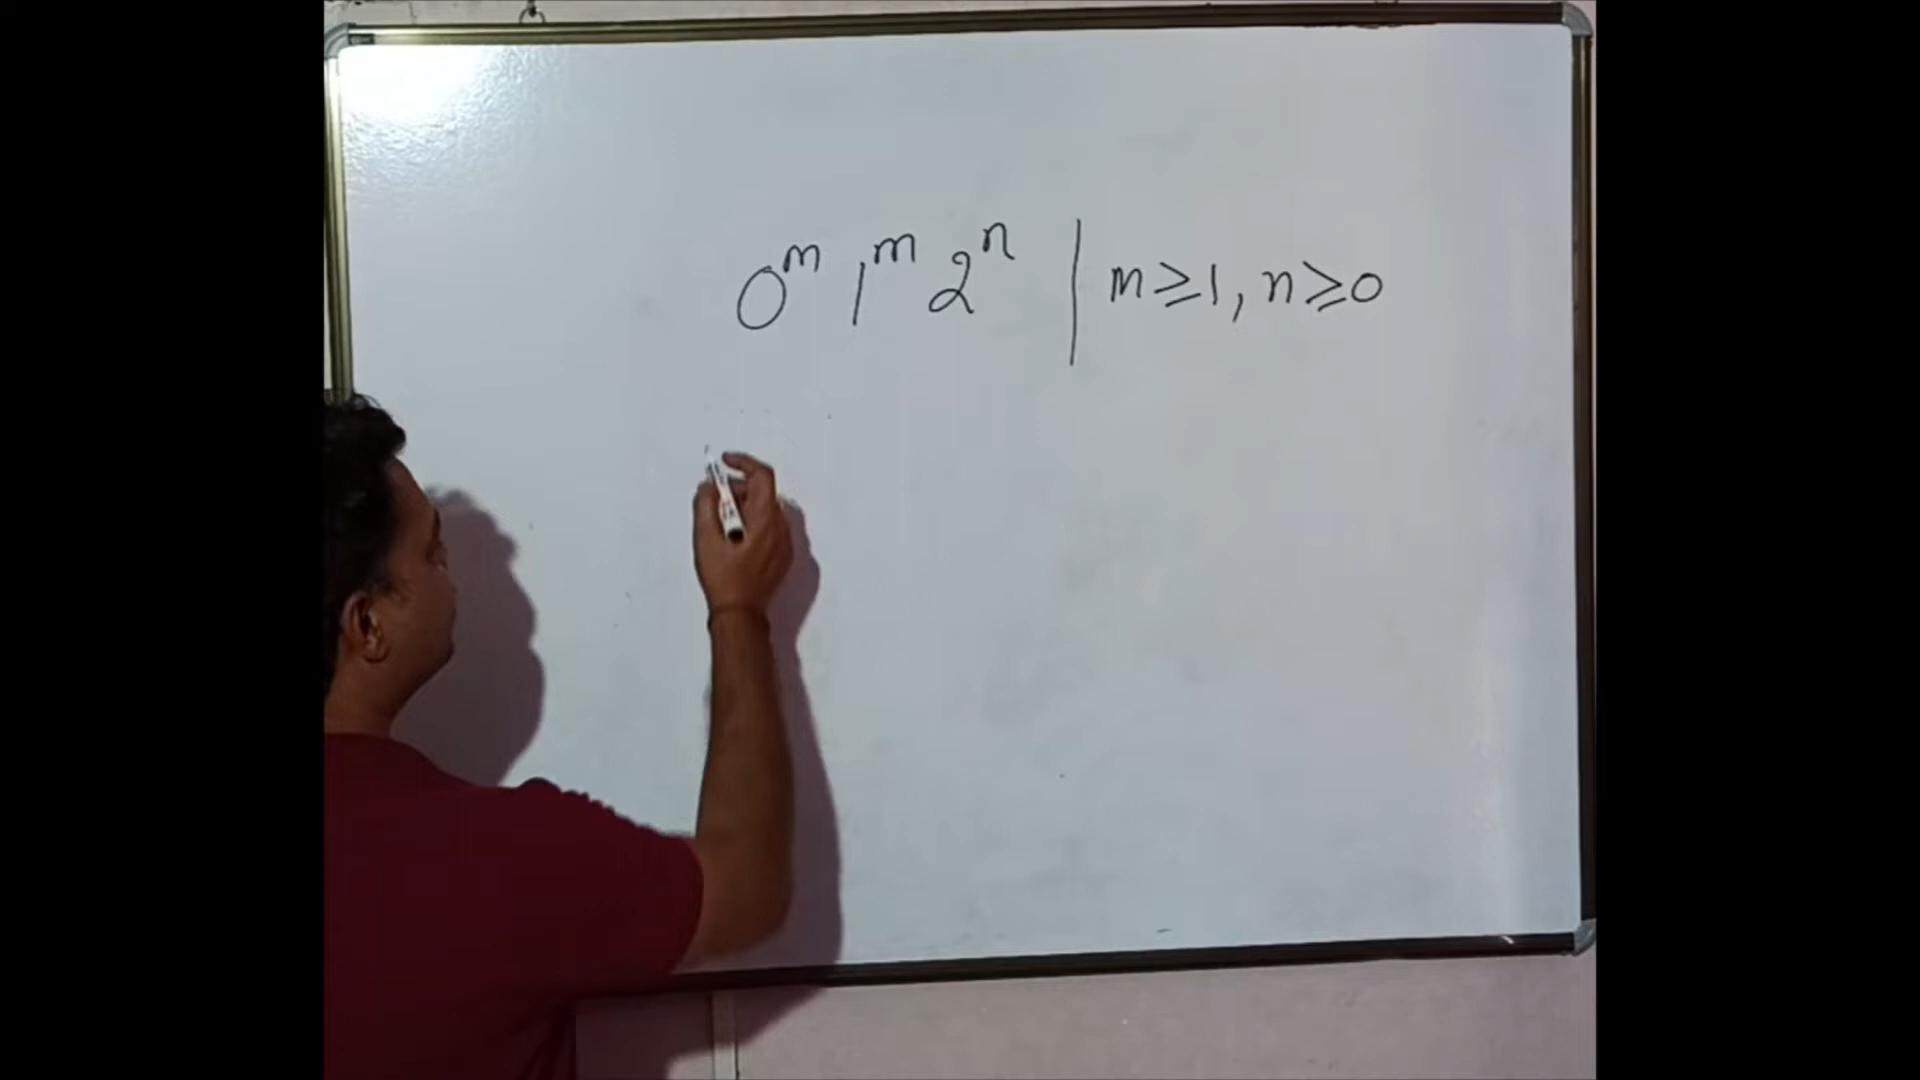 0^m 1^m 2^n | m ≥ 1, n ≥ 0